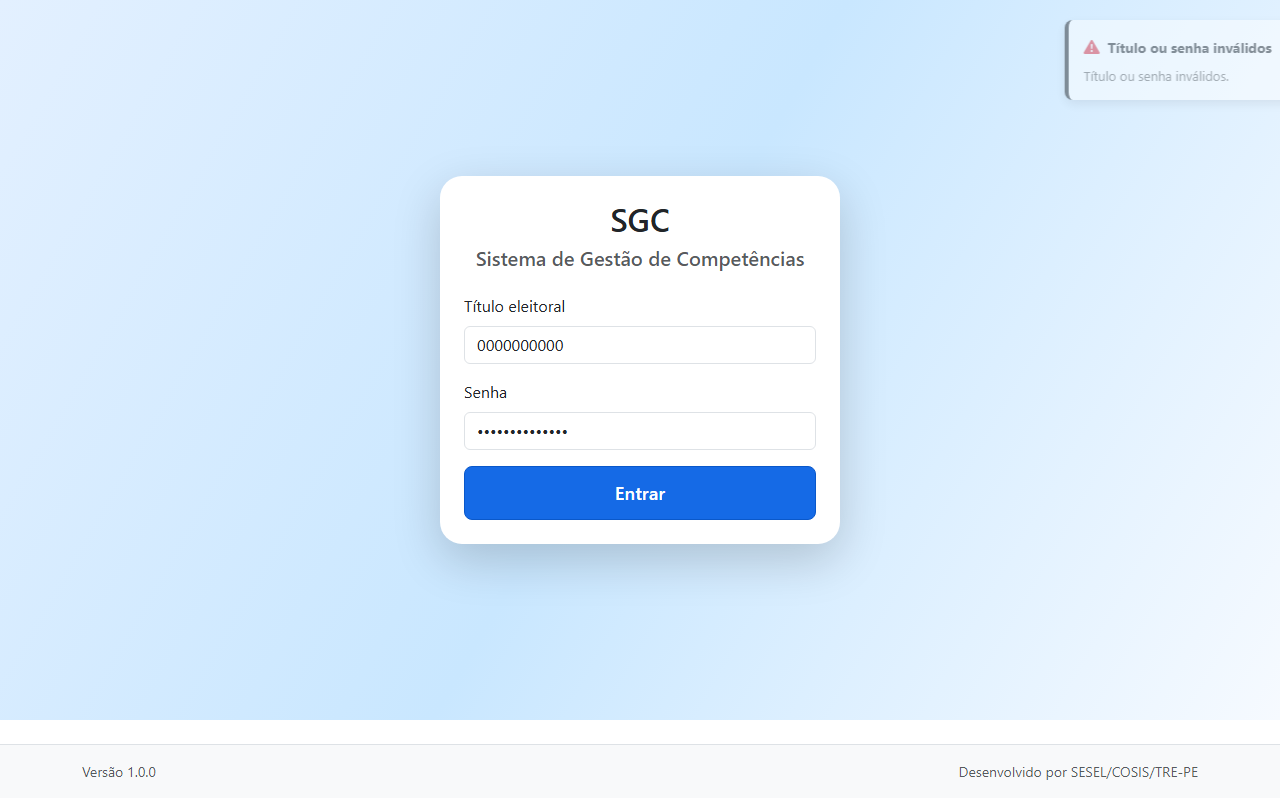 Título ou senha inválidos
Título ou senha inválidos.
SGC
Sistema de Gestão de Competências
Título eleitoral
0000000000
Senha
••••••••••••••
Entrar
Versão 1.0.0
Desenvolvido por SESEL/COSIS/TRE-PE